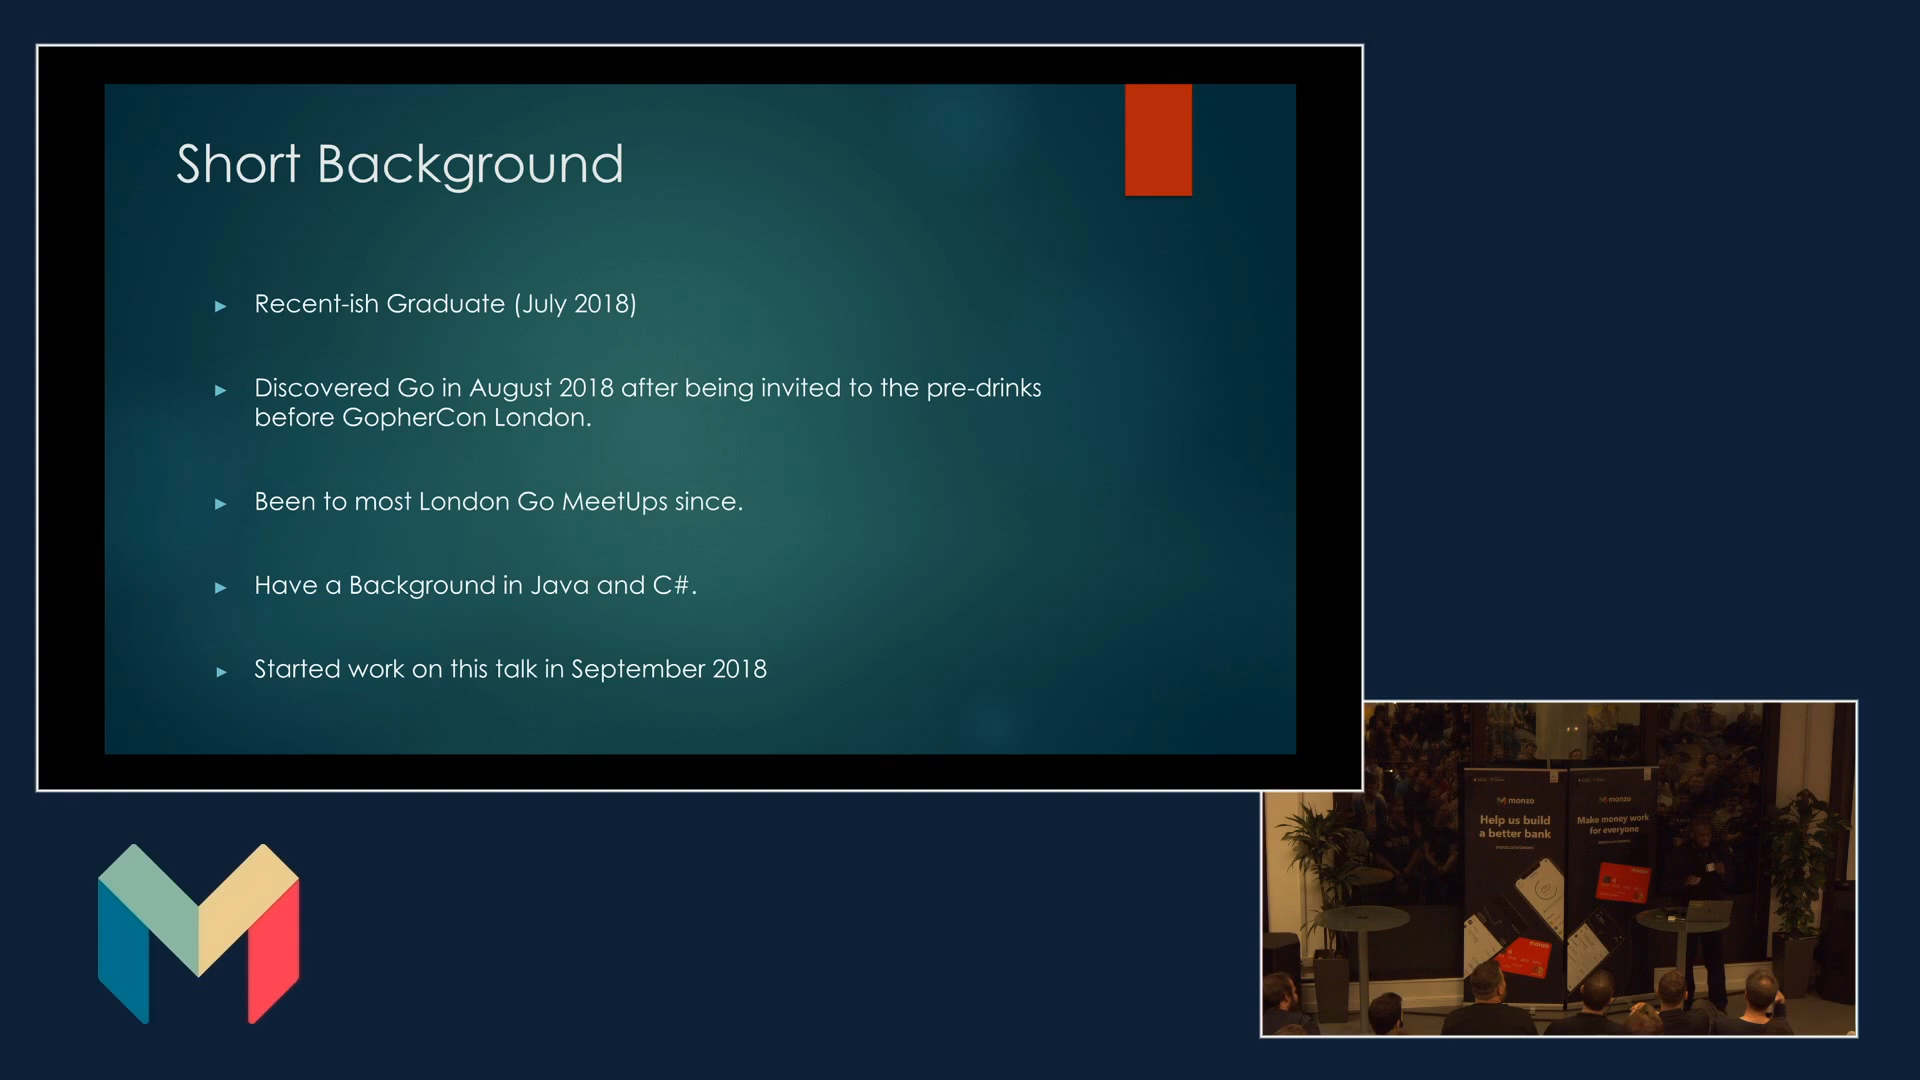 Short Background
Recent-ish Graduate (July 2018)
Discovered Go in August 2018 after being invited to the pre-drinks
before GopherCon London.
Been to most London Go MeetUps since.
Have a Background in Java and C#.
Started work on this talk in September 2018
monzo
Help us build
a better bank
monzo
Make money work
for everyone
monzo
monzo